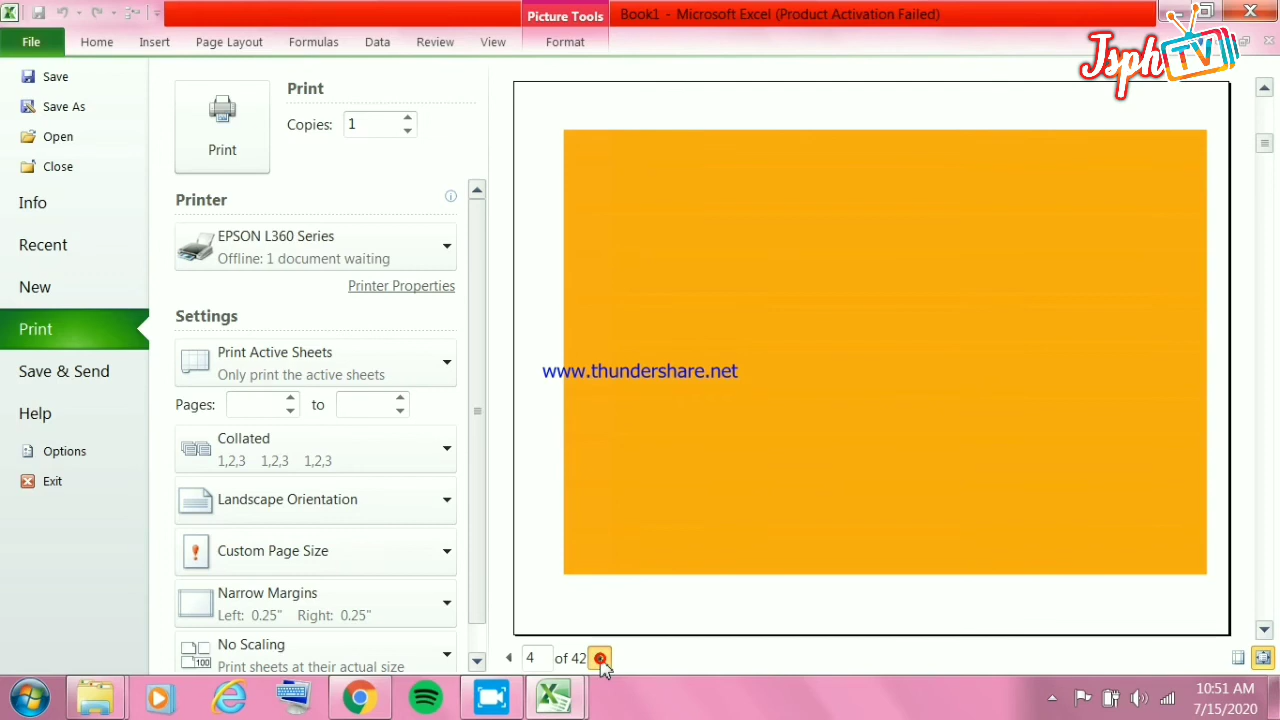 Picture Tools
Book1 - Microsoft Excel (Product Activation Failed)
File
Home
Insert
Page Layout
Formulas
Data
Review
View
Format
Jsph TV
Save
Save As
Open
Close
Info
Recent
New
Print
Save & Send
Help
Options
Exit
Print
Print
Copies: 1
Printer
EPSON L360 Series
Offline: 1 document waiting
Printer Properties
Settings
Print Active Sheets
Only print the active sheets
Pages: to
Collated
1,2,3 1,2,3 1,2,3
Landscape Orientation
Custom Page Size
Narrow Margins
Left: 0.25" Right: 0.25"
No Scaling
100
Print sheets at their actual size
www.thundershare.net
4 of 42
10:51 AM
7/15/2020